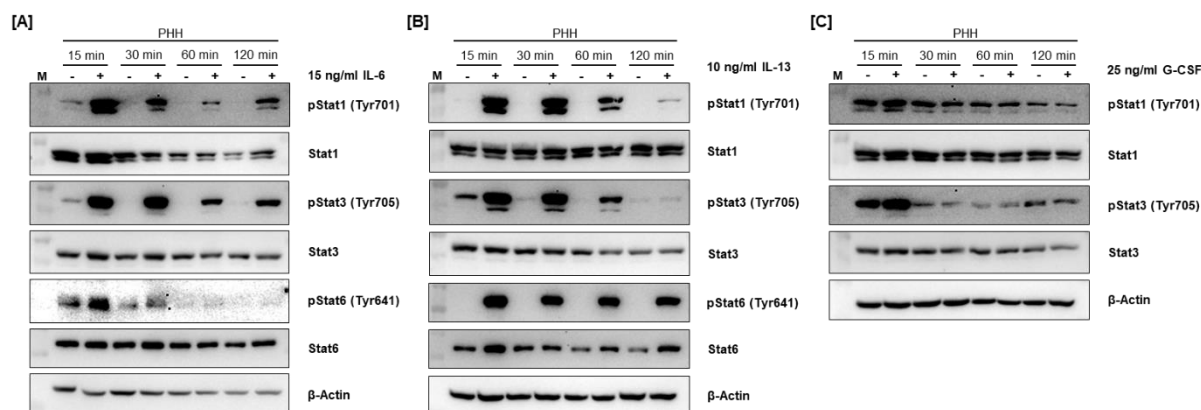 [A]
PHH
15 min 30 min 60 min 120 min
M - + - + - + - + 15 ng/ml IL-6
pStat1 (Tyr701)
Stat1
pStat3 (Tyr705)
Stat3
pStat6 (Tyr641)
Stat6
β-Actin
[B]
PHH
15 min 30 min 60 min 120 min
M - + - + - + - + 10 ng/ml IL-13
pStat1 (Tyr701)
Stat1
pStat3 (Tyr705)
Stat3
pStat6 (Tyr641)
Stat6
β-Actin
[C]
PHH
15 min 30 min 60 min 120 min
M - + - + - + - + 25 ng/ml G-CSF
pStat1 (Tyr701)
Stat1
pStat3 (Tyr705)
Stat3
β-Actin